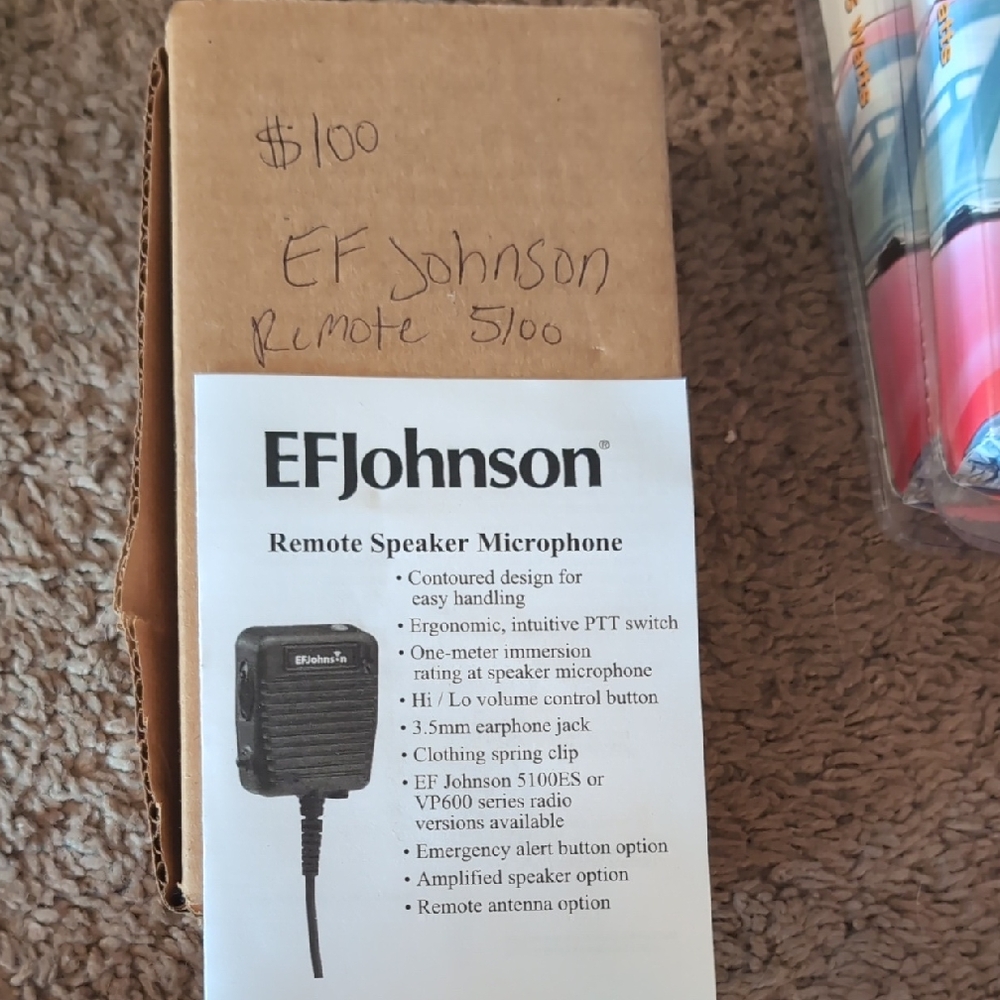 $100
EF Johnson
Remote 5100
EFJohnson®
Remote Speaker Microphone
• Contoured design for
easy handling
• Ergonomic, intuitive PTT switch
• One-meter immersion
rating at speaker microphone
• Hi / Lo volume control button
• 3.5mm earphone jack
• Clothing spring clip
• EF Johnson 5100ES or
VP600 series radio
versions available
• Emergency alert button option
• Amplified speaker option
• Remote antenna option
EFJohnson
Watts